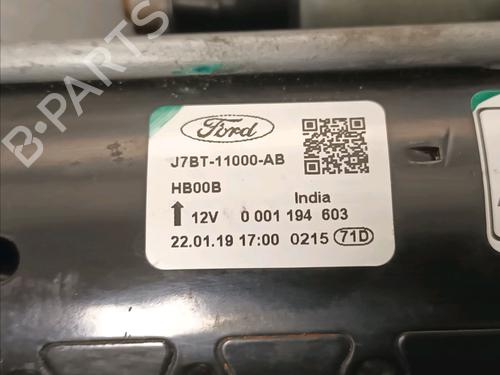 B-PARTS
Ford
J7BT-11000-AB
HB00B
India
12V 0 001 194 603
22.01.19 17:00 0215 71D